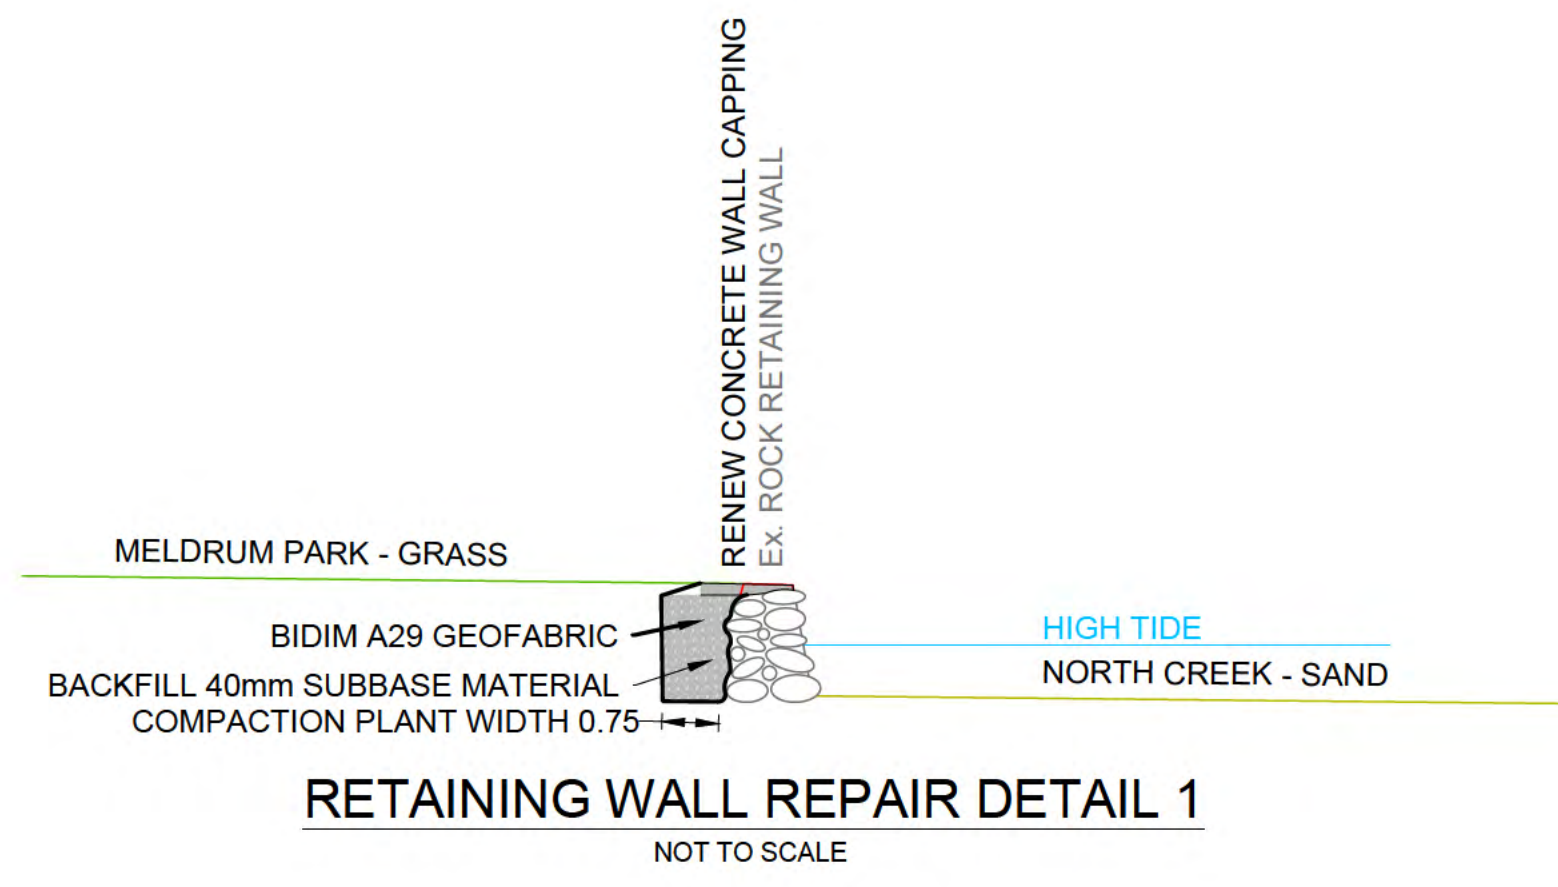 RENEW CONCRETE WALL CAPPING
Ex. ROCK RETAINING WALL
MELDRUM PARK - GRASS
BIDIM A29 GEOFABRIC
HIGH TIDE
NORTH CREEK - SAND
BACKFILL 40mm SUBBASE MATERIAL
COMPACTION PLANT WIDTH 0.75
RETAINING WALL REPAIR DETAIL 1
NOT TO SCALE